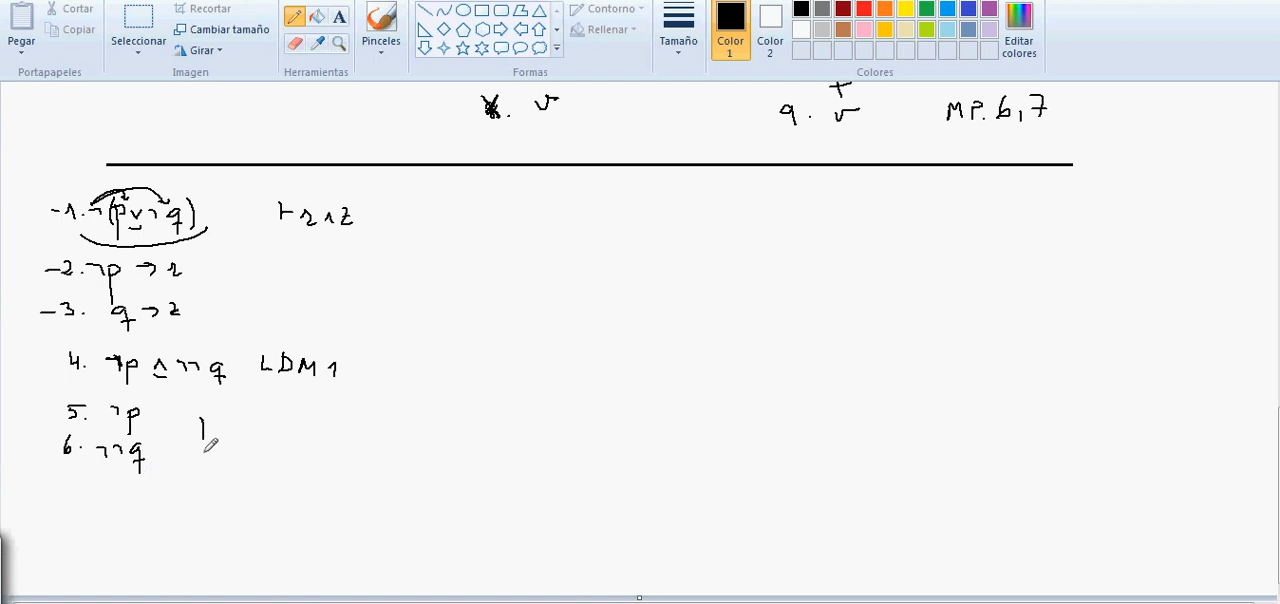 Pegar
Cortar
Copiar
Portapapeles
Seleccionar
Recortar
Cambiar tamaño
Girar
Imagen
A
Herramientas
Pinceles
Contorno
Rellenar
Formas
Tamaño
Color 1
Color 2
Editar colores
Colores
v 9. v MP. 6,7
-1. ¬(p∨¬q) ⊢ r∧z
-2. ¬p → r
-3. q → z
4. ¬p ∧ ¬¬q LDM 1
5. ¬p
6. ¬¬q